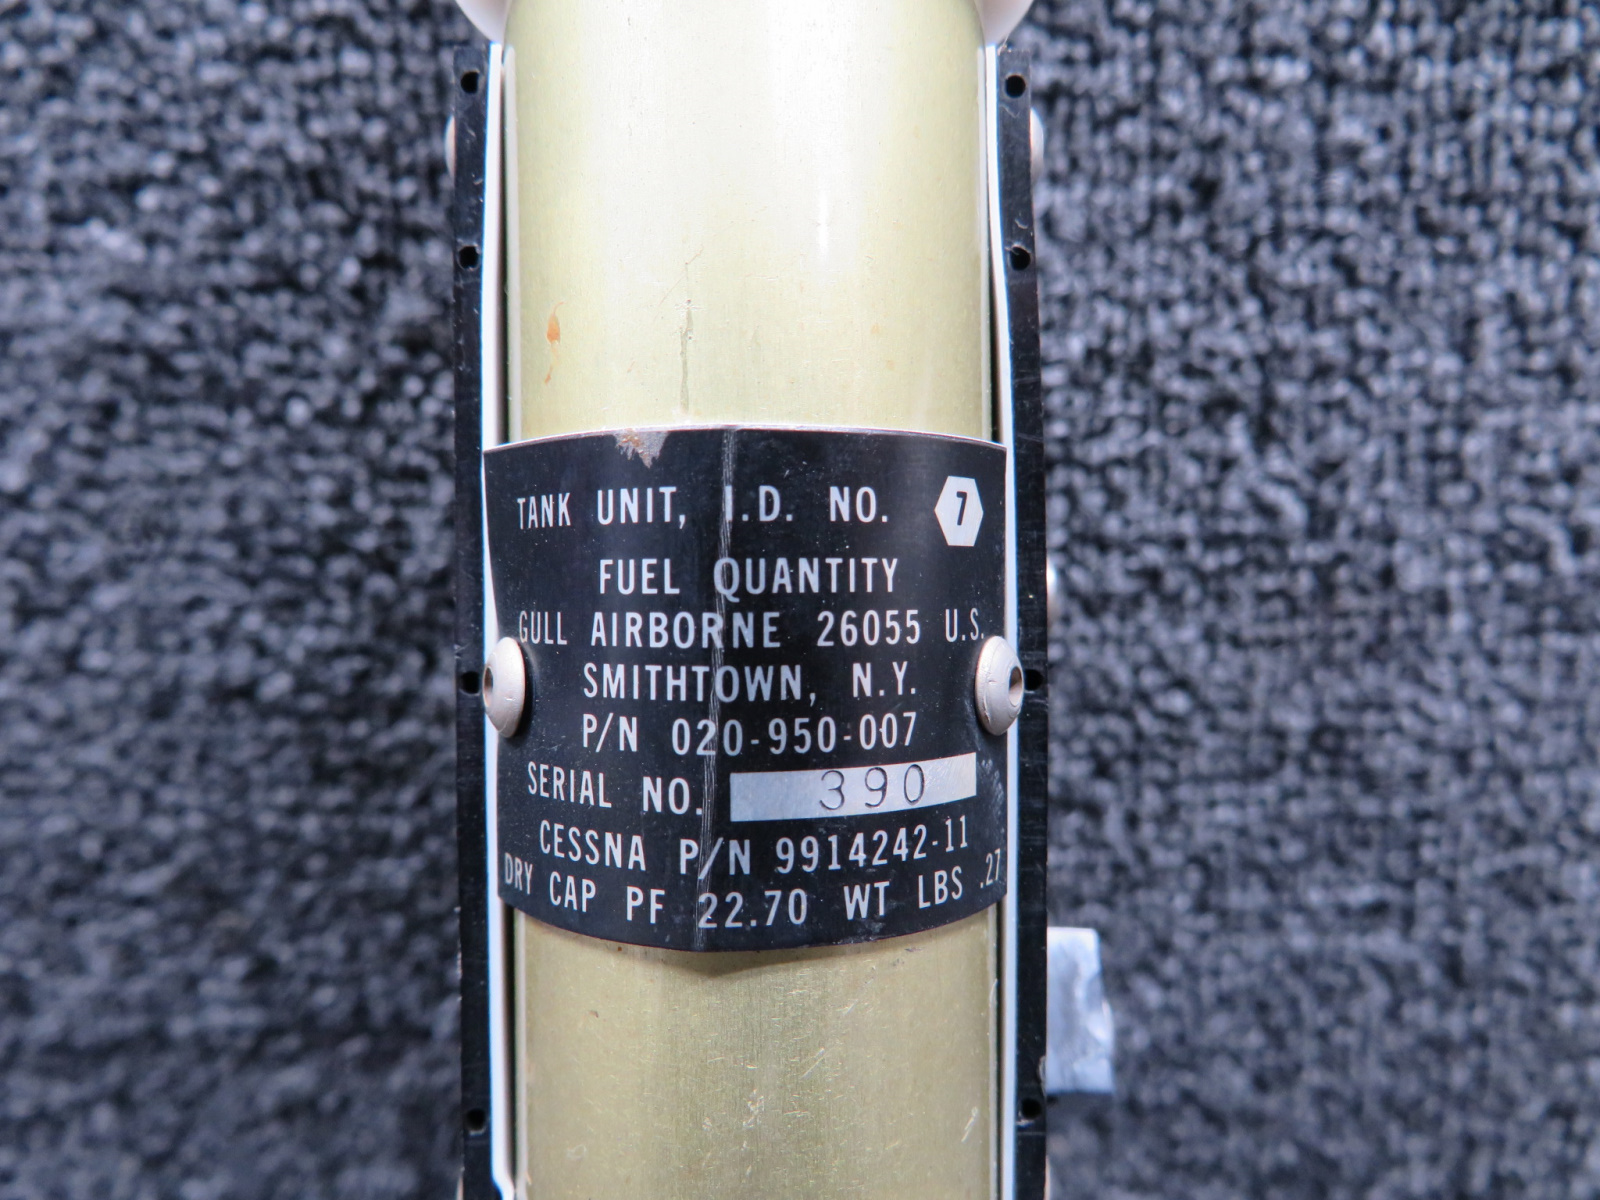 TANK UNIT, I.D. NO. 7
FUEL QUANTITY
GULL AIRBORNE 26055 U.S.
SMITHTOWN, N.Y.
P/N 020-950-007
SERIAL NO. 390
CESSNA P/N 9914242-11
DRY CAP PF 22.70 WT LBS .27